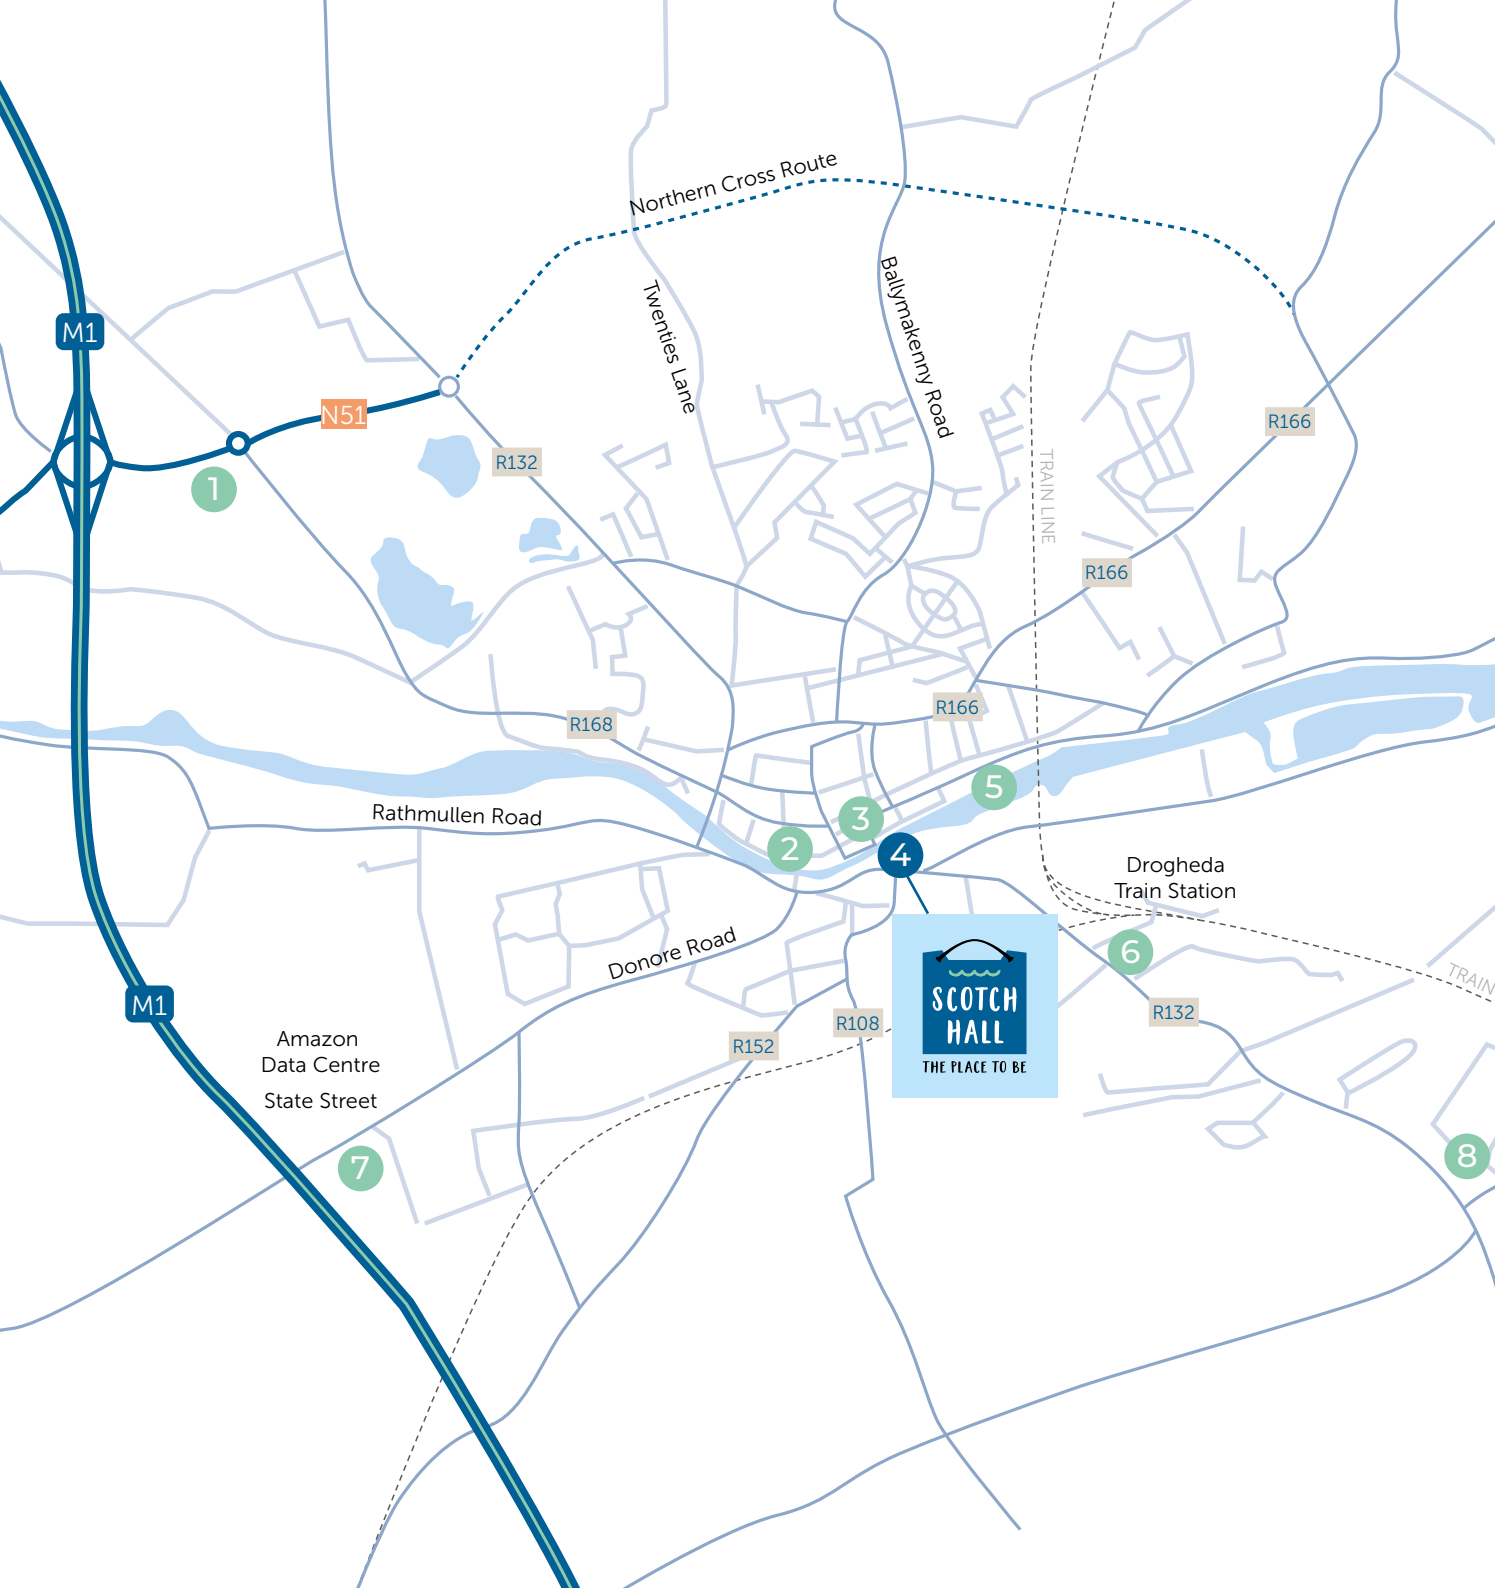 Northern Cross Route
Twenties Lane
Ballymakenny Road
M1
N51
1
R132
R166
TRAIN LINE
R166
R168
R166
5
Rathmullen Road
3
2
4
Drogheda
Train Station
Donore Road
6
TRAIN
SCOTCH
HALL
THE PLACE TO BE
M1
R108
R132
R152
Amazon
Data Centre
State Street
7
8